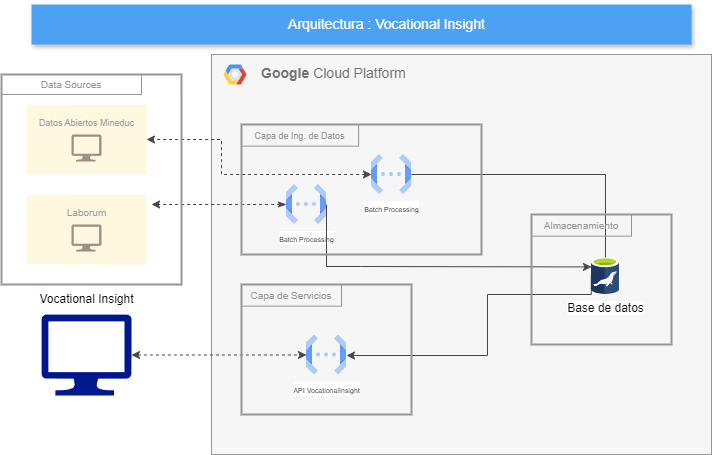 Arquitectura : Vocational Insight
Google Cloud Platform
Data Sources
Datos Abiertos Mineduc
Laborum
Capa de Ing. de Datos
Batch Processing
Batch Processing
Almacenamiento
Base de datos
Vocational Insight
Capa de Servicios
API VocationalInsight